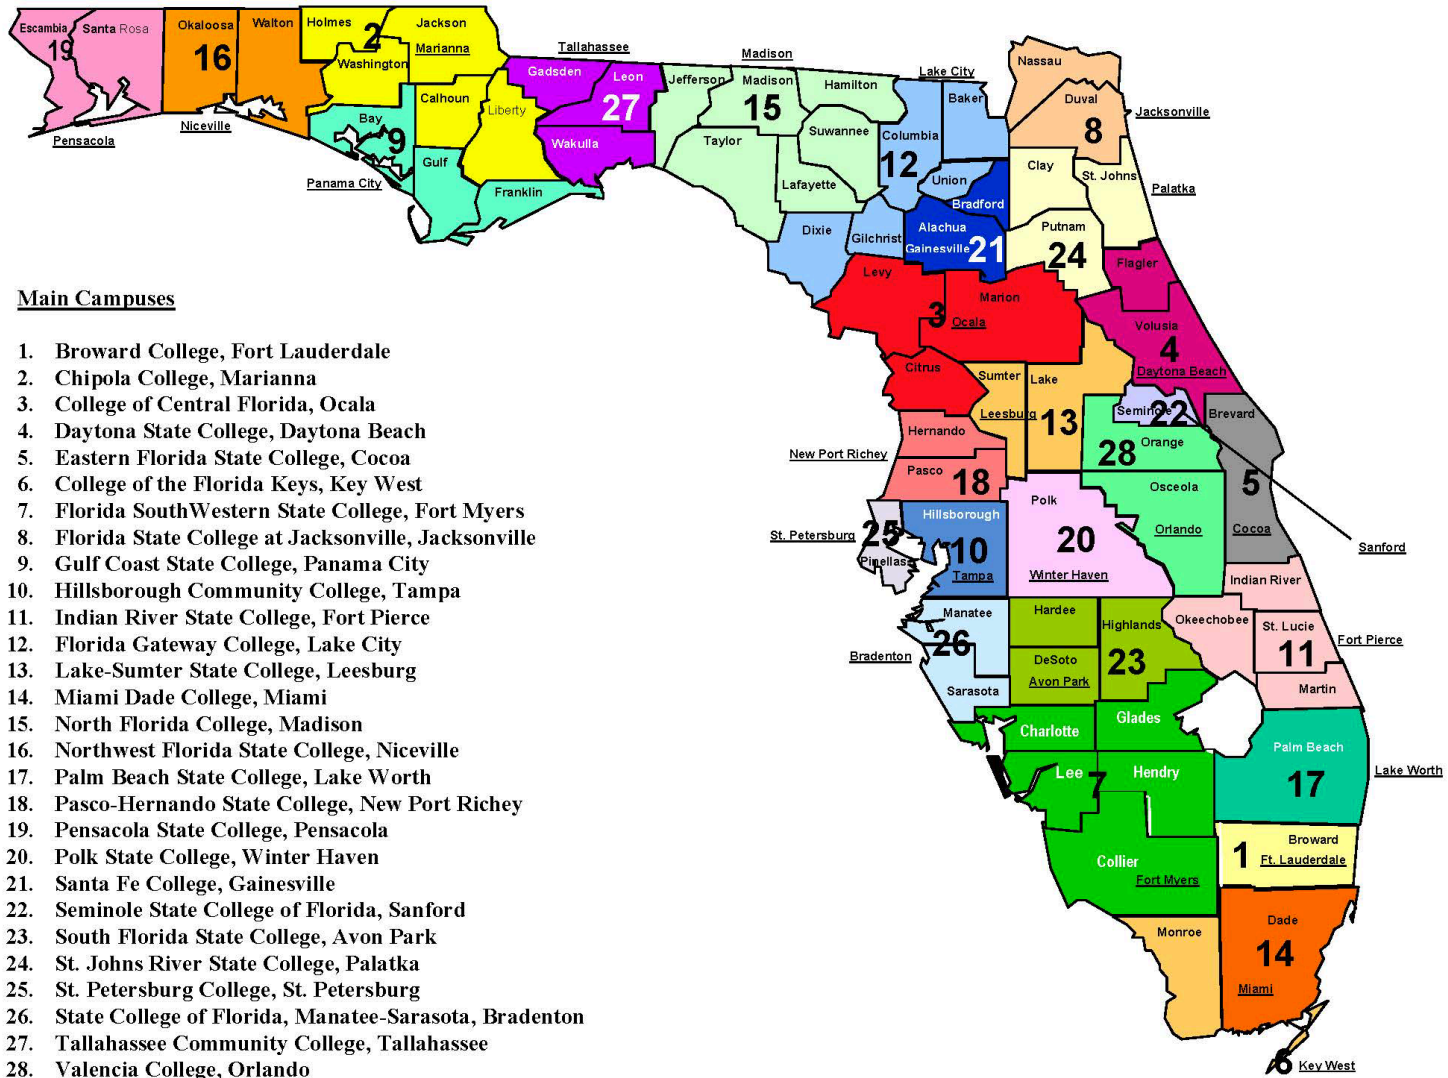 Escambia
Santa Rosa
19
Pensacola
Okaloosa
Walton
16
Niceville
Holmes
2
Jackson
Marianna
Washington
Calhoun
Liberty
Bay
9
Gulf
Panama City
Franklin
Tallahassee
Gadsden
Leon
27
Wakulla
Madison
Jefferson
Madison
15
Hamilton
Taylor
Suwannee
Lafayette
Lake City
Baker
Columbia
12
Union
Dixie
Gilchrist
Bradford
Alachua
Gainesville
21
Nassau
Duval
8
Jacksonville
Clay
St. Johns
Palatka
Putnam
24
Flagler
Levy
Marion
3
Ocala
Citrus
Volusia
4
Daytona Beach
Sumter
Lake
Leesburg
13
Seminole
22
Sanford
Brevard
5
Cocoa
Orange
28
Osceola
Orlando
Hernando
New Port Richey
Pasco
18
St. Petersburg
25
Pinellas
Hillsborough
10
Tampa
Polk
20
Winter Haven
Indian River
Okeechobee
St. Lucie
11
Fort Pierce
Martin
Manatee
26
Bradenton
Sarasota
Hardee
Highlands
DeSoto
Avon Park
23
Charlotte
Glades
Lee
7
Hendry
Collier
Fort Myers
Palm Beach
17
Lake Worth
Broward
1
Ft. Lauderdale
Dade
14
Miami
Monroe
6
Key West
Main Campuses
1. Broward College, Fort Lauderdale
2. Chipola College, Marianna
3. College of Central Florida, Ocala
4. Daytona State College, Daytona Beach
5. Eastern Florida State College, Cocoa
6. College of the Florida Keys, Key West
7. Florida SouthWestern State College, Fort Myers
8. Florida State College at Jacksonville, Jacksonville
9. Gulf Coast State College, Panama City
10. Hillsborough Community College, Tampa
11. Indian River State College, Fort Pierce
12. Florida Gateway College, Lake City
13. Lake-Sumter State College, Leesburg
14. Miami Dade College, Miami
15. North Florida College, Madison
16. Northwest Florida State College, Niceville
17. Palm Beach State College, Lake Worth
18. Pasco-Hernando State College, New Port Richey
19. Pensacola State College, Pensacola
20. Polk State College, Winter Haven
21. Santa Fe College, Gainesville
22. Seminole State College of Florida, Sanford
23. South Florida State College, Avon Park
24. St. Johns River State College, Palatka
25. St. Petersburg College, St. Petersburg
26. State College of Florida, Manatee-Sarasota, Bradenton
27. Tallahassee Community College, Tallahassee
28. Valencia College, Orlando